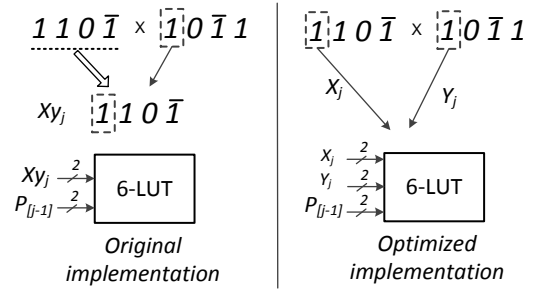 1 1 0 1̅ x 1 0 1̅ 1
Xyⱼ 1 1 0 1̅
Xyⱼ 2
P[j-1] 2
6-LUT
Original
implementation
1 1 0 1̅ x 1 0 1̅ 1
Xⱼ Yⱼ
Xⱼ 2
Yⱼ 2
P[j-1] 2
6-LUT
Optimized
implementation